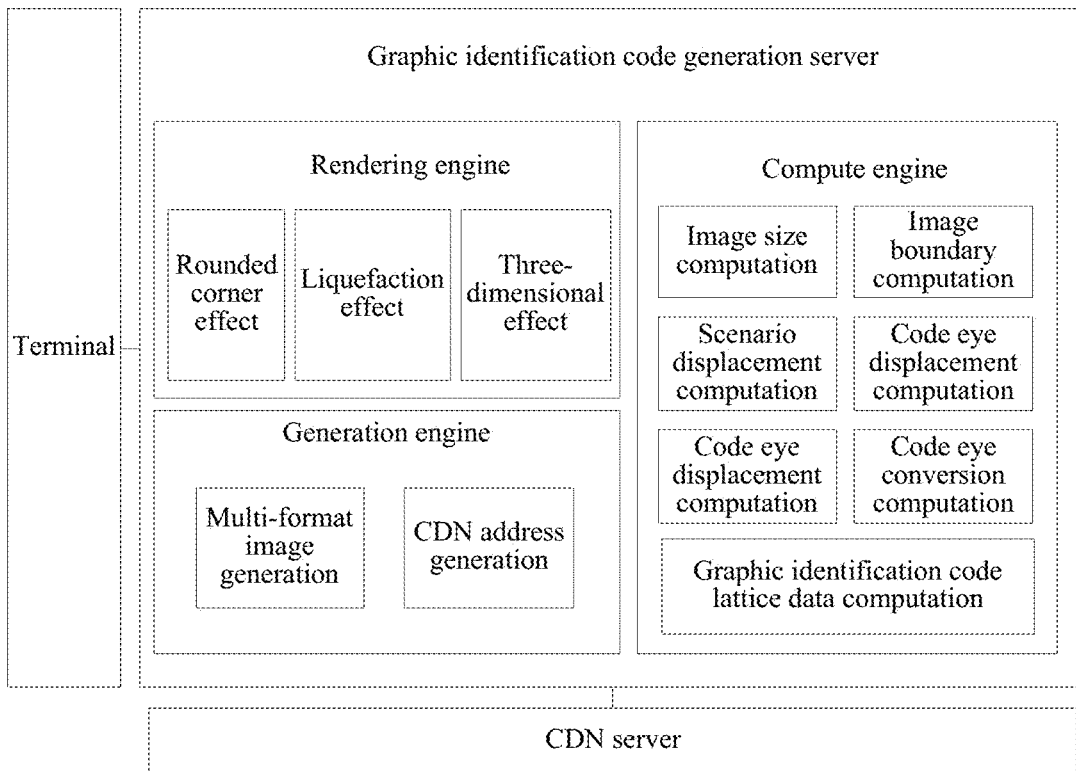 Terminal
Graphic identification code generation server
Rendering engine
Rounded
corner
effect
Liquefaction
effect
Three-
dimensional
effect
Generation engine
Multi-format
image
generation
CDN address
generation
Compute engine
Image size
computation
Image
boundary
computation
Scenario
displacement
computation
Code eye
displacement
computation
Code eye
displacement
computation
Code eye
conversion
computation
Graphic identification code
lattice data computation
CDN server